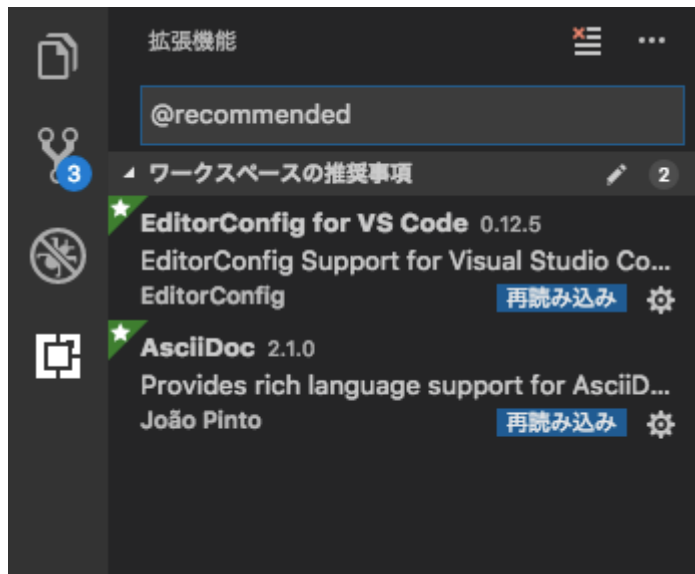 拡張機能
@recommended
3
ワークスペースの推奨事項 2
EditorConfig for VS Code 0.12.5
EditorConfig Support for Visual Studio Co...
EditorConfig 再読み込み
AsciiDoc 2.1.0
Provides rich language support for AsciiD...
João Pinto 再読み込み